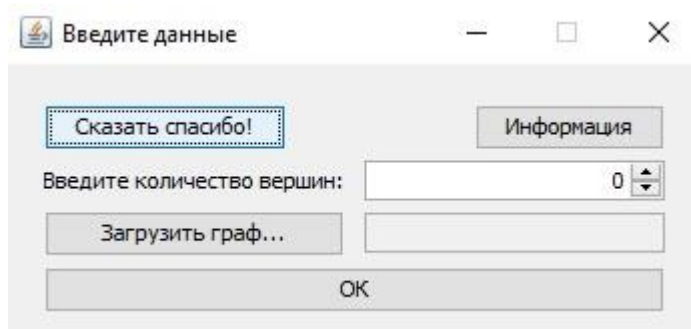 Введите данные
Сказать спасибо! Информация
Введите количество вершин: 0
Загрузить граф...
OK